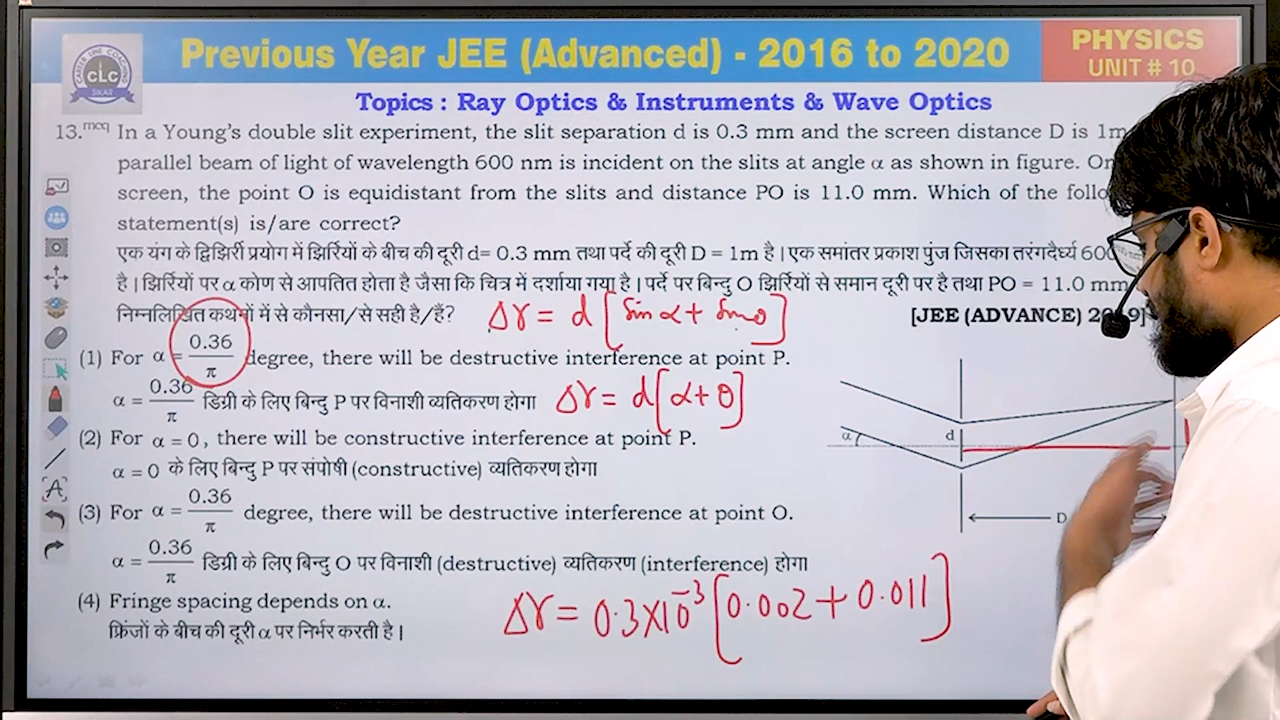 Previous Year JEE (Advanced) - 2016 to 2020
PHYSICS
UNIT # 10
CLC
SIKAR
Topics : Ray Optics & Instruments & Wave Optics
13.mcq In a Young's double slit experiment, the slit separation d is 0.3 mm and the screen distance D is 1m
parallel beam of light of wavelength 600 nm is incident on the slits at angle α as shown in figure. On
screen, the point O is equidistant from the slits and distance PO is 11.0 mm. Which of the follo
statement(s) is/are correct?
एक यंग के द्विझिर्री प्रयोग में झिर्रियों के बीच की दूरी d= 0.3 mm तथा पर्दे की दूरी D = 1m है। एक समांतर प्रकाश पुंज जिसका तरंगदैर्ध्य 600
है। झिर्रियों पर α कोण से आपतित होता है जैसा कि चित्र में दर्शाया गया है। पर्दे पर बिन्दु O झिर्रियों से समान दूरी पर है तथा PO = 11.0 mm
निम्नलिखित कथनों में से कौनसा/से सही है/हैं?
Δr = d [sin α + sin θ]
[JEE (ADVANCE) 2019]
(1) For α = 0.36/π degree, there will be destructive interference at point P.
α = 0.36/π डिग्री के लिए बिन्दु P पर विनाशी व्यतिकरण होगा
Δr = d[α+θ]
(2) For α = 0, there will be constructive interference at point P.
α = 0 के लिए बिन्दु P पर संपोषी (constructive) व्यतिकरण होगा
α
d
D
(3) For α = 0.36/π degree, there will be destructive interference at point O.
α = 0.36/π डिग्री के लिए बिन्दु O पर विनाशी (destructive) व्यतिकरण (interference) होगा
(4) Fringe spacing depends on α.
फ्रिंजों के बीच की दूरी α पर निर्भर करती है।
Δr = 0.3×10⁻³ [0.002 + 0.011]